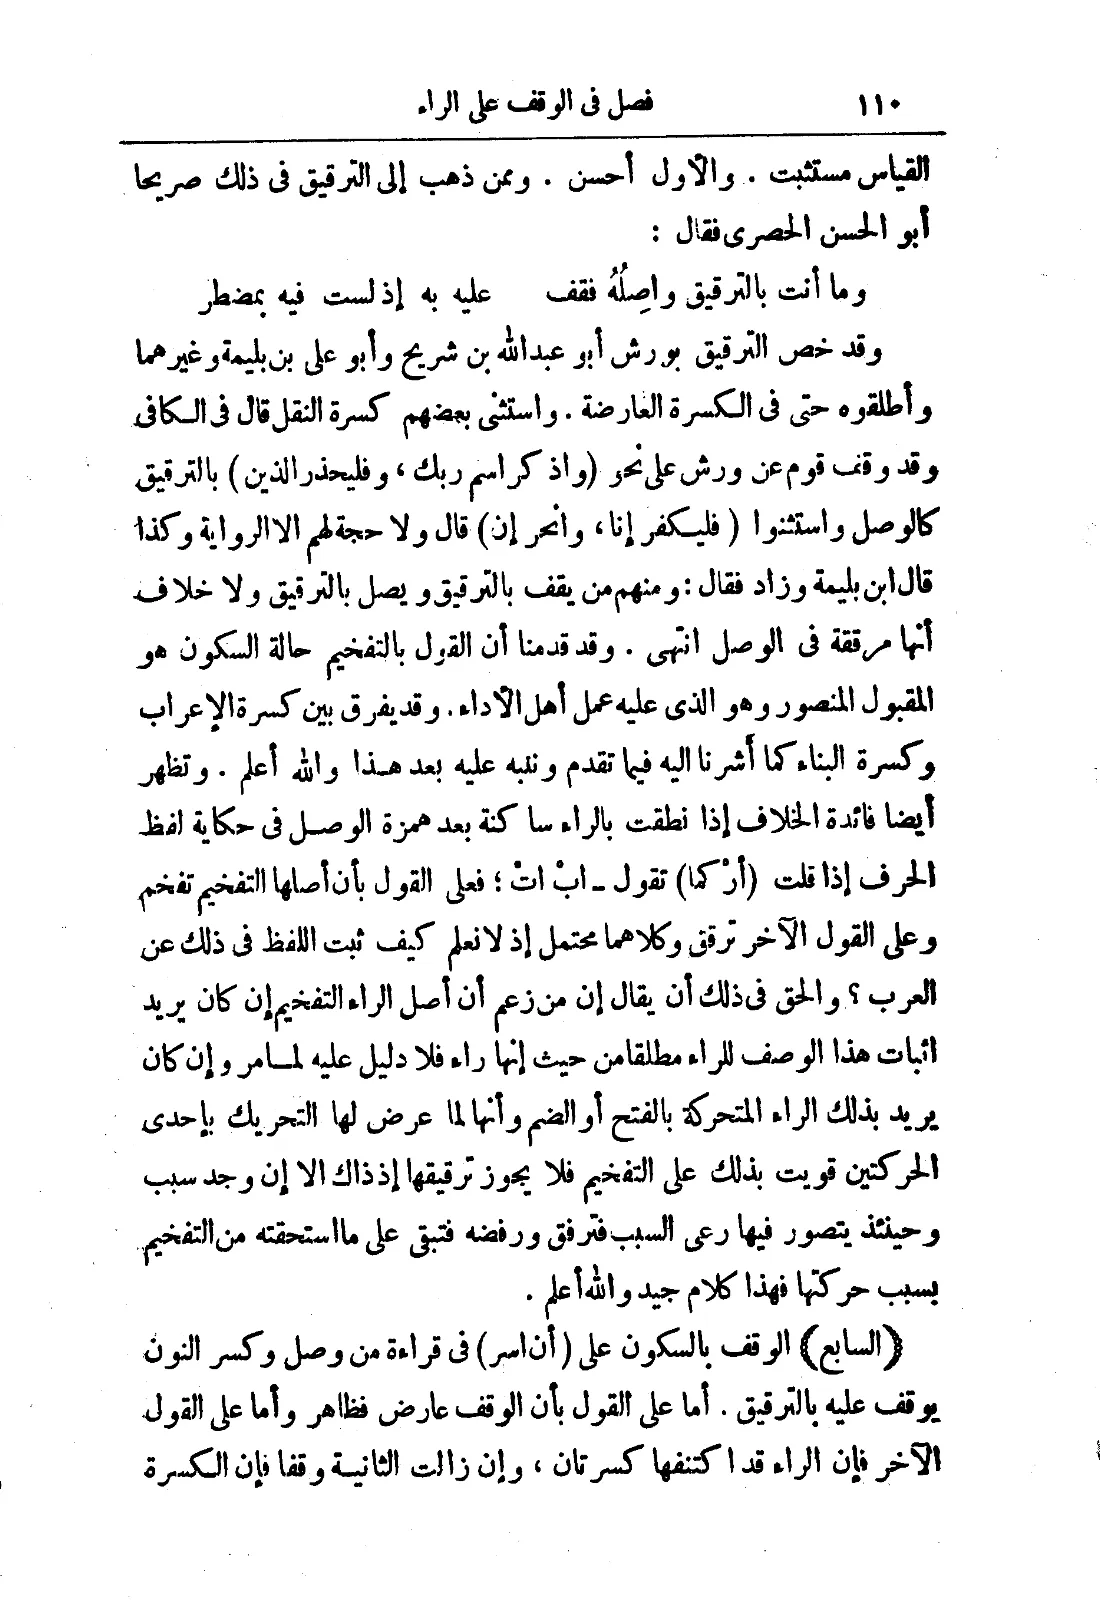 ١١٠ فصل فى الوقف على الراء
القياس مستثبت . والأول أحسن . وممن ذهب إلى الترقيق فى ذلك صريحا
أبو الحسن الحصرى فقال :
وما أنت بالترقيق واصِلُهُ فقف عليه به إذ لست فيه بمضطر
وقد خص الترقيق بورش أبو عبد الله بن شريح وأبو على بن بليمة وغيرهما
وأطلقوه حتى فى الكسرة العارضة . واستثنى بعضهم كسرة النقل قال فى الكافى
وقد وقف قوم عن ورش على نحو (واذكر اسم ربك ، وفليحذر الذين) بالترقيق
كالوصل واستثنوا (فليكفر إنا، وانحر إن) قال ولا حجة لهم الا الرواية وكذا
قال ابن بليمة وزاد فقال : ومنهم من يقف بالترقيق ويصل بالترقيق ولا خلاف
أنها مرققة فى الوصل انتهى . وقد قدمنا أن القول بالتفخيم حالة السكون هو
المقبول المنصور وهو الذى عليه عمل أهل الأداء . وقد يفرق بين كسرة الإعراب
وكسرة البناء كما أشرنا اليه فيما تقدم وننبه عليه بعد هذا والله أعلم . وتظهر
أيضا فائدة الخلاف إذا نطقت بالراء ساكنة بعد همزة الوصل فى حكاية لفظ
الحرف إذا قلت (أرْكما) تقول ـ ابْ اتْ ؛ فعلى القول بأن أصلها التفخيم تفخم
وعلى القول الآخر ترقق وكلاهما محتمل إذ لا نعلم كيف ثبت اللفظ فى ذلك عن
العرب ؟ والحق فى ذلك أن يقال إن من زعم أن أصل الراء التفخيم إن كان يريد
اثبات هذا الوصف للراء مطلقا من حيث إنها راء فلا دليل عليه لما مر وإن كان
يريد بذلك الراء المتحركة بالفتح أو الضم وأنها لما عرض لها التحريك بإحدى
الحركتين قويت بذلك على التفخيم فلا يجوز ترقيقها إذ ذاك الا إن وجد سبب
وحينئذ يتصور فيها رعى السبب فترقق ورفضه فتبقى على ما استحقته من التفخيم
بسبب حركتها فهذا كلام جيد والله أعلم .
(السابع) الوقف بالسكون على (أن اسر) فى قراءة من وصل وكسر النون
يوقف عليه بالترقيق . أما على القول بأن الوقف عارض فظاهر وأما على القول
الآخر فإن الراء قد اكتنفها كسرتان ، وإن زالت الثانية وقفا فإن الكسرة